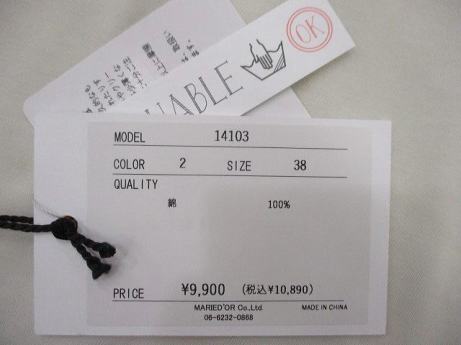 OK
UABLE
MODEL 14103
COLOR 2 SIZE 38
QUALITY
綿 100%
PRICE ¥9,900 (税込¥10,890)
MARIED'OR Co.,Ltd. MADE IN CHINA
06-6232-0868